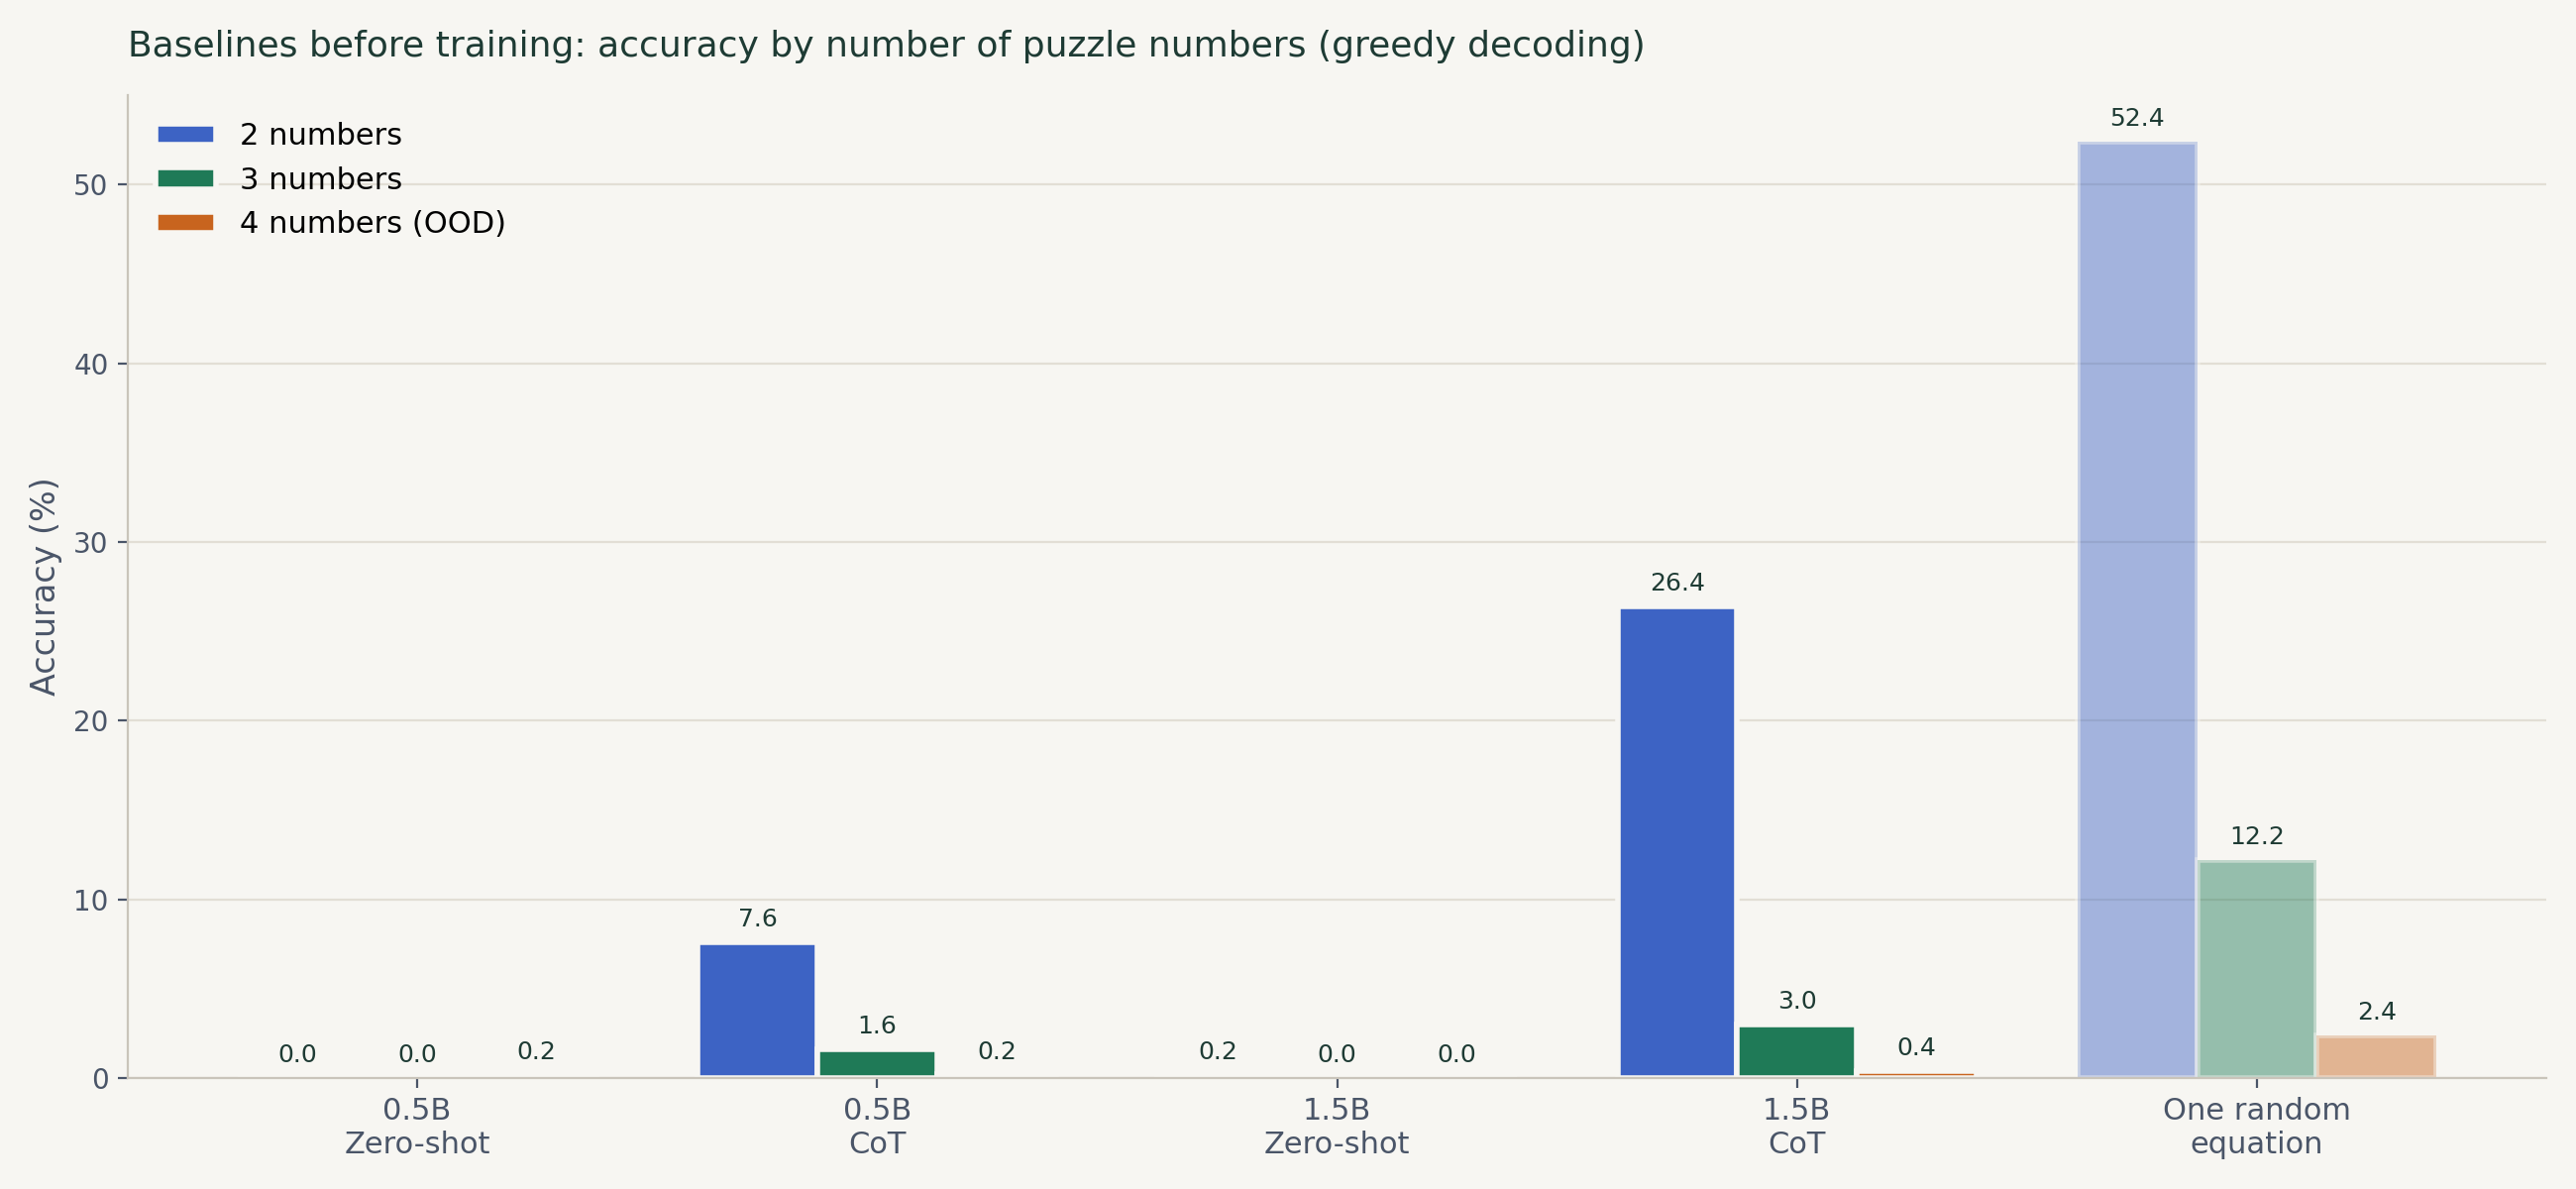 Baselines before training: accuracy by number of puzzle numbers (greedy decoding)
2 numbers
3 numbers
4 numbers (OOD)
Accuracy (%)
50
40
30
20
10
0
0.0
0.0
0.2
7.6
1.6
0.2
0.2
0.0
0.0
26.4
3.0
0.4
52.4
12.2
2.4
0.5B
Zero-shot
0.5B
CoT
1.5B
Zero-shot
1.5B
CoT
One random
equation